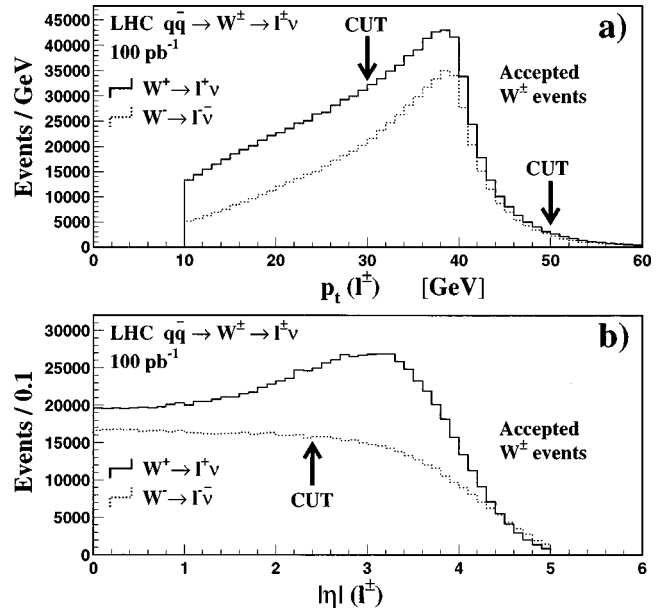 a)
LHC qq̄ → W± → l±ν
100 pb⁻¹
W⁺ → l⁺ν
W⁻ → l⁻ν̄
CUT
Accepted
W± events
CUT
Events / GeV
45000
40000
35000
30000
25000
20000
15000
10000
5000
0
0 10 20 30 40 50 60
pₜ (l±) [GeV]
b)
LHC qq̄ → W± → l±ν
100 pb⁻¹
W⁺ → l⁺ν
W⁻ → l⁻ν̄
CUT
Accepted
W± events
Events / 0.1
30000
25000
20000
15000
10000
5000
0
0 1 2 3 4 5 6
|η| (l±)